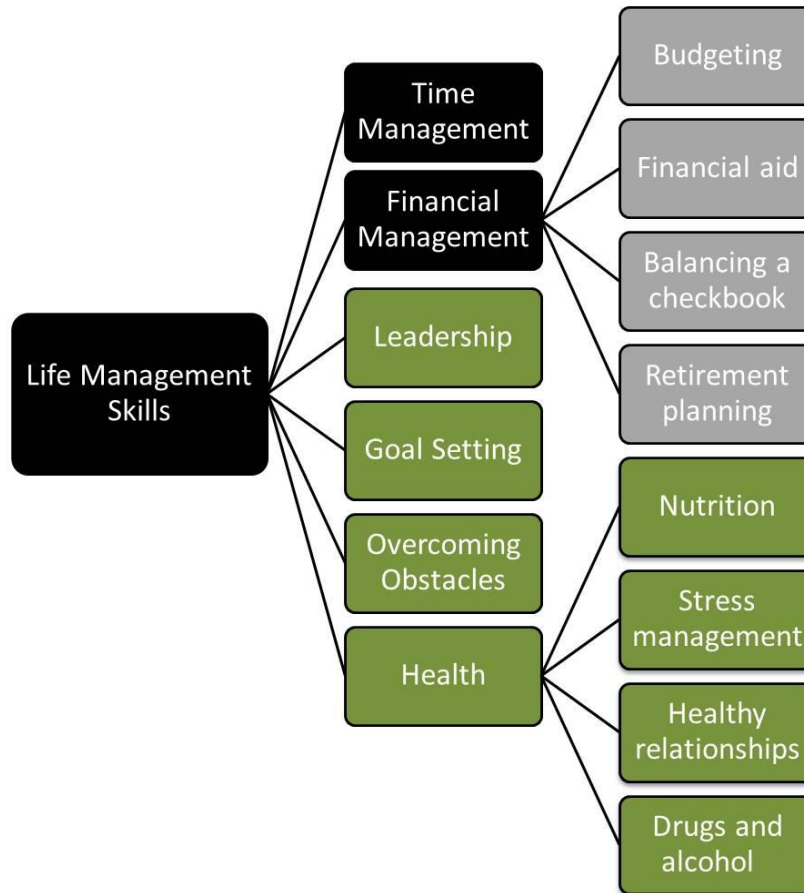 Life Management
Skills
Time
Management
Financial
Management
Leadership
Goal Setting
Overcoming
Obstacles
Health
Budgeting
Financial aid
Balancing a
checkbook
Retirement
planning
Nutrition
Stress
management
Healthy
relationships
Drugs and
alcohol